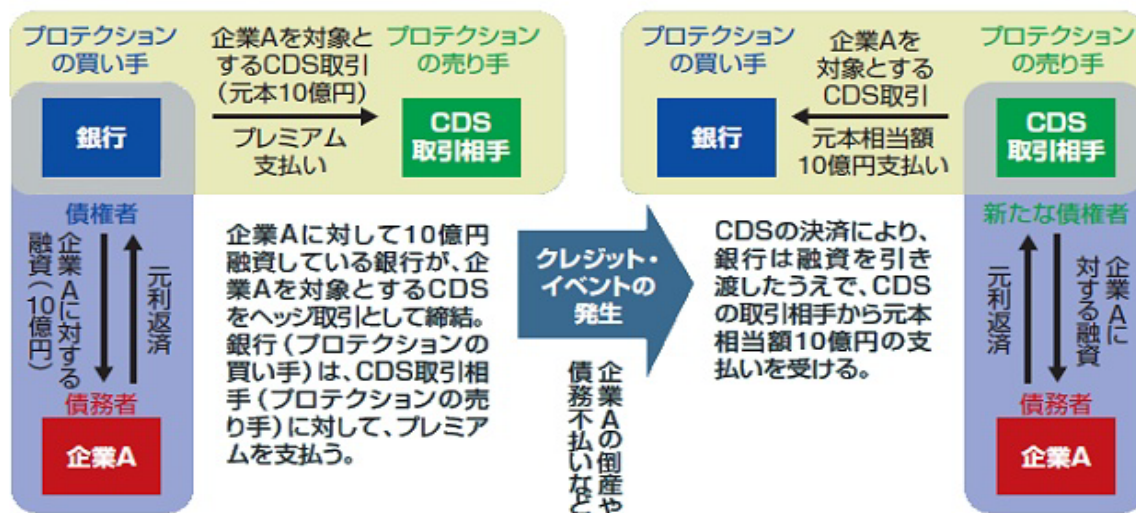 プロテクション
の買い手
企業Aを対象と
するCDS取引
(元本10億円)
プレミアム
支払い
プロテクション
の売り手
銀行
CDS
取引相手
債権者
企業Aに対する
融資(10億円)
元利返済
債務者
企業A
企業Aに対して10億円
融資している銀行が、企
業Aを対象とするCDS
をヘッジ取引として締結。
銀行(プロテクションの
買い手)は、CDS取引相
手(プロテクションの売
り手)に対して、プレミア
ムを支払う。
クレジット・
イベントの
発生
企業Aの倒産や
債務不払いなど
プロテクション
の買い手
企業Aを
対象とする
CDS取引
元本相当額
10億円支払い
プロテクション
の売り手
銀行
CDS
取引相手
CDSの決済により、
銀行は融資を引き
渡したうえで、CDS
の取引相手から元本
相当額10億円の支
払いを受ける。
新たな債権者
元利返済
企業Aに
対する融資
債務者
企業A